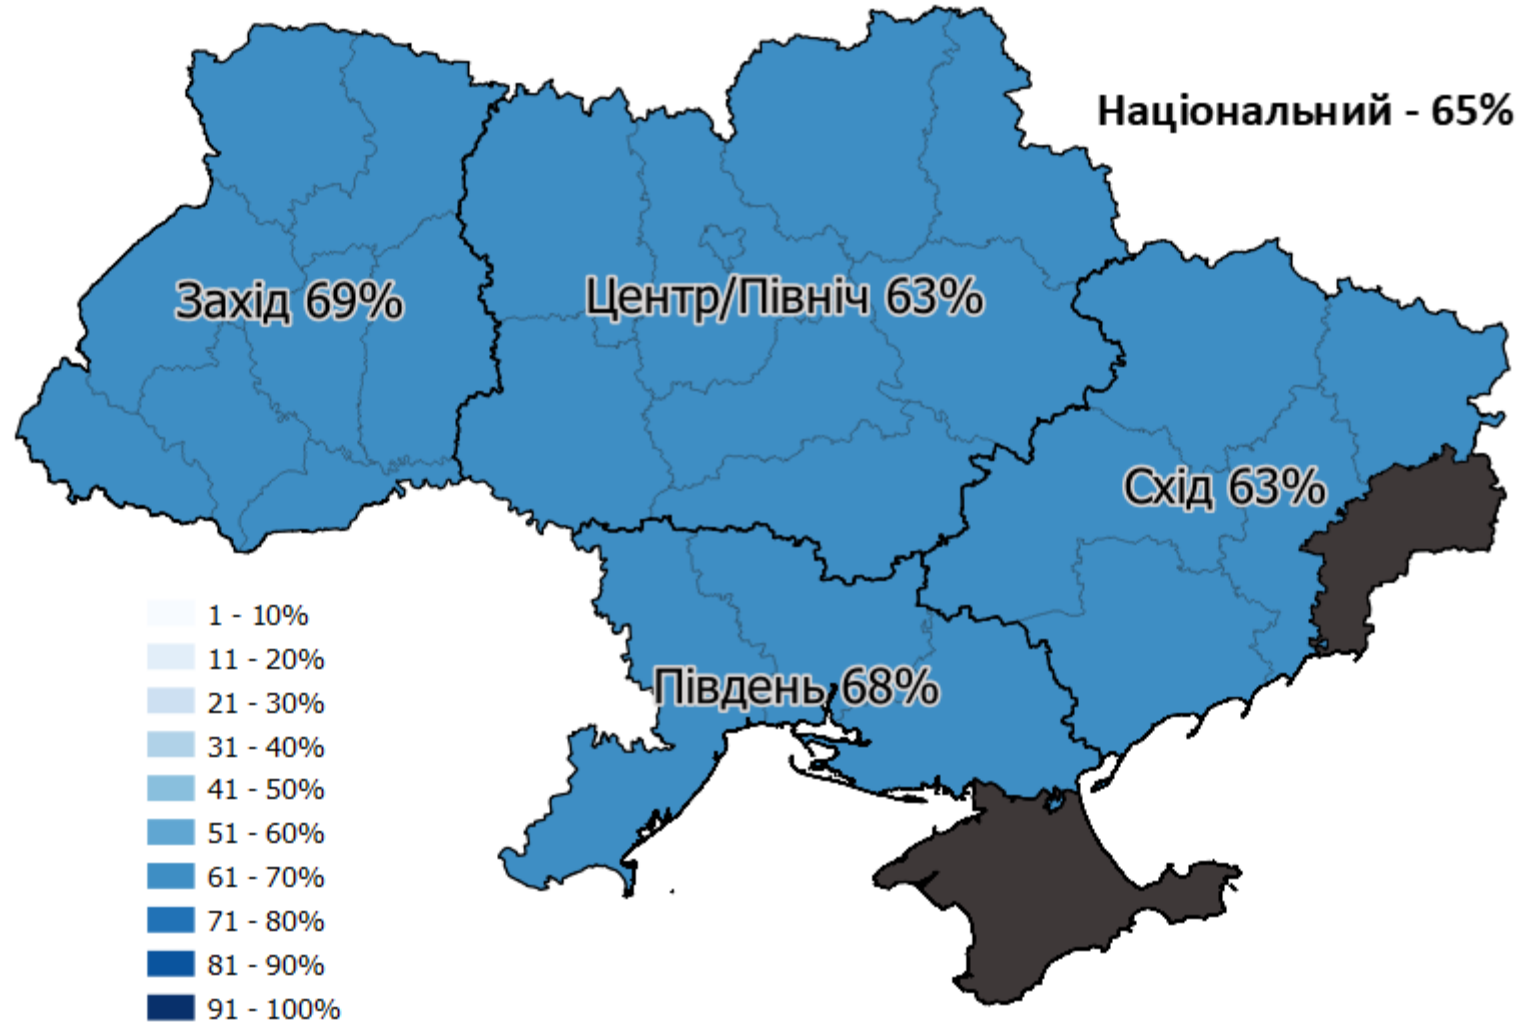 Національний - 65%
Захід 69%
Центр/Північ 63%
Схід 63%
Південь 68%
1 - 10%
11 - 20%
21 - 30%
31 - 40%
41 - 50%
51 - 60%
61 - 70%
71 - 80%
81 - 90%
91 - 100%